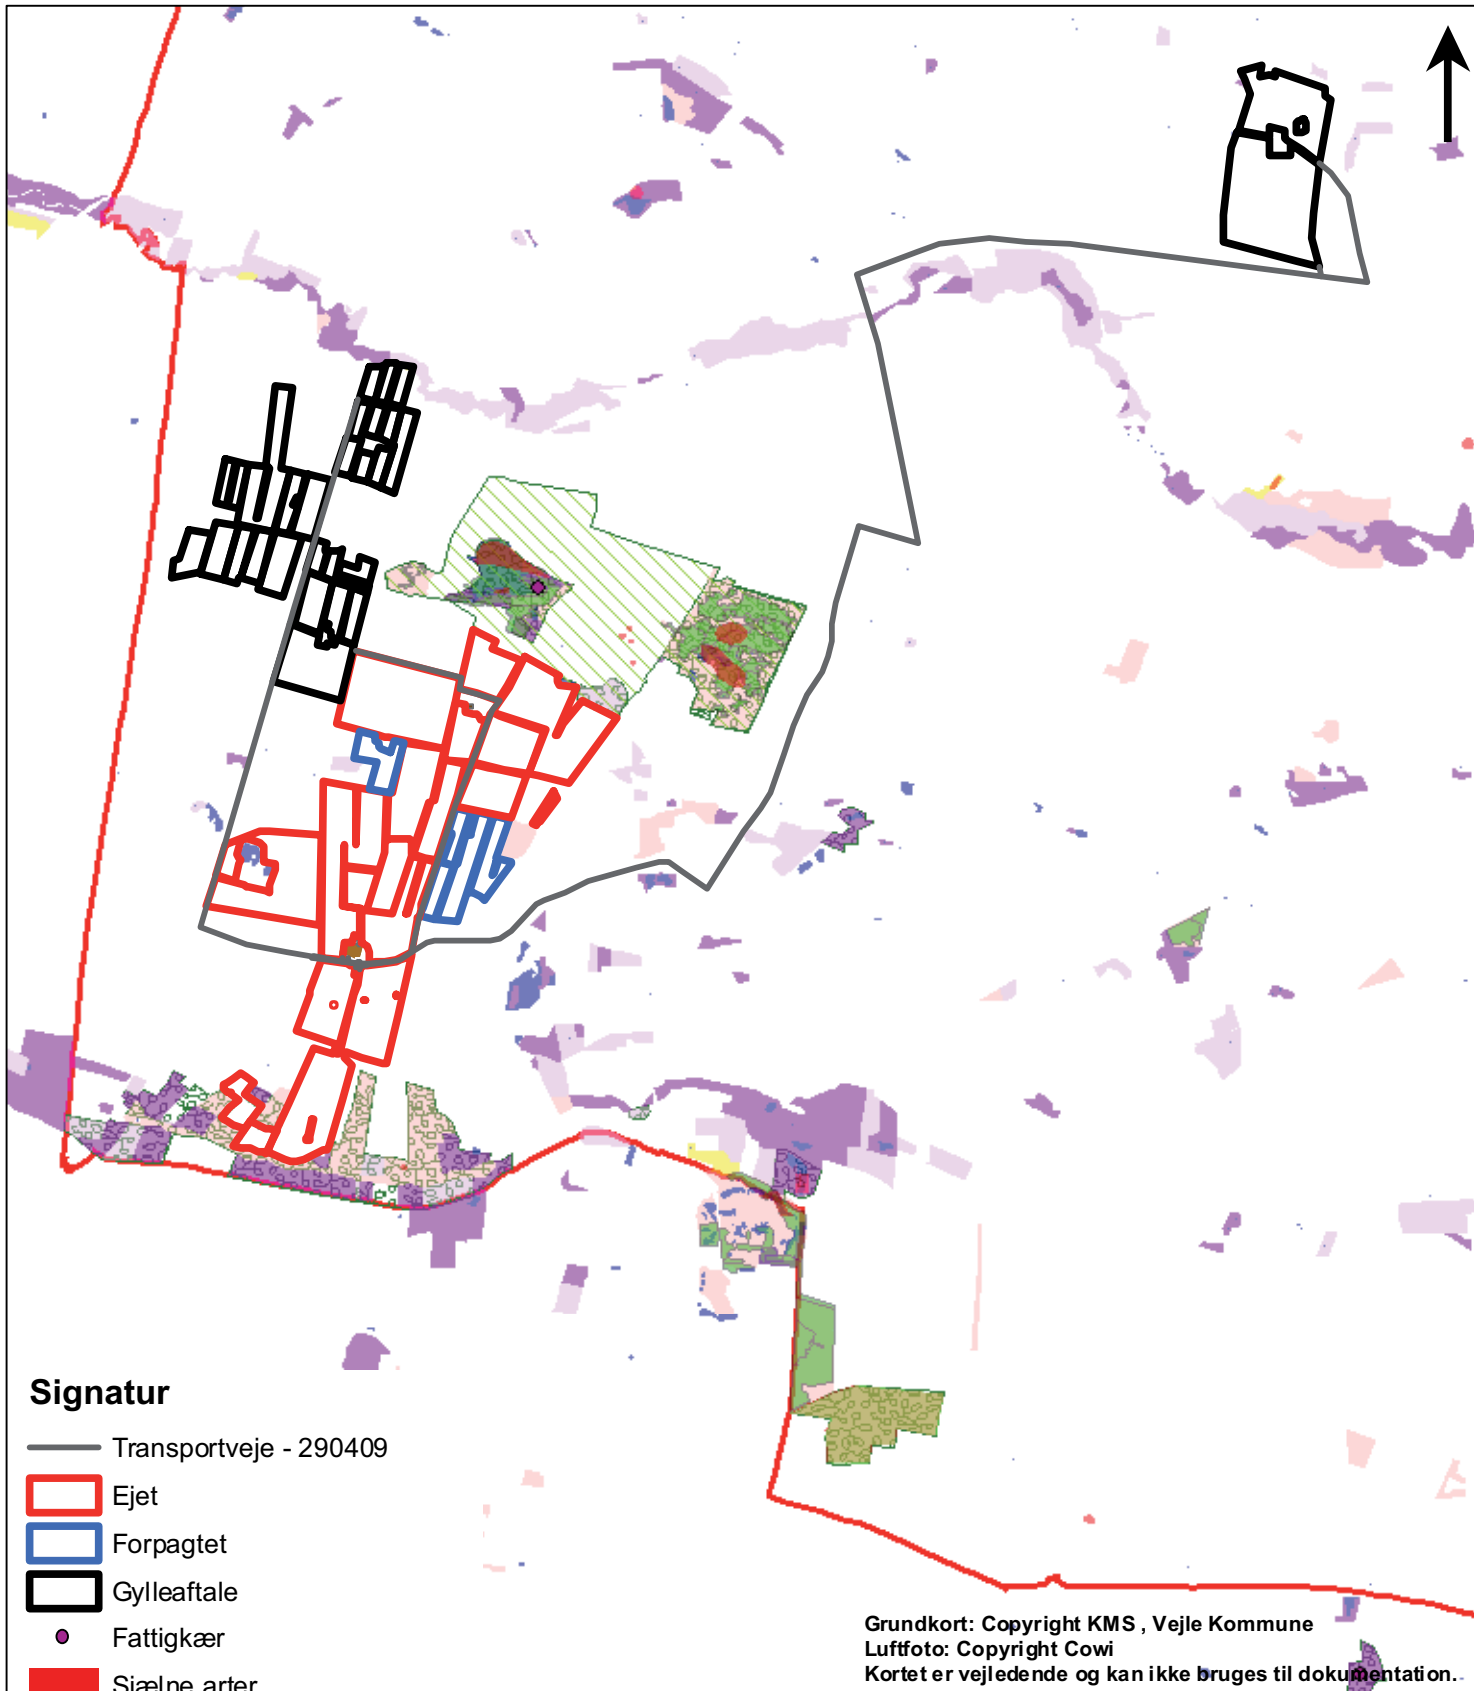 Signatur
Transportveje - 290409
Ejet
Forpagtet
Gylleaftale
Fattigkær
Sjælne arter
Grundkort: Copyright KMS , Vejle Kommune
Luftfoto: Copyright Cowi
Kortet er vejledende og kan ikke bruges til dokumentation.